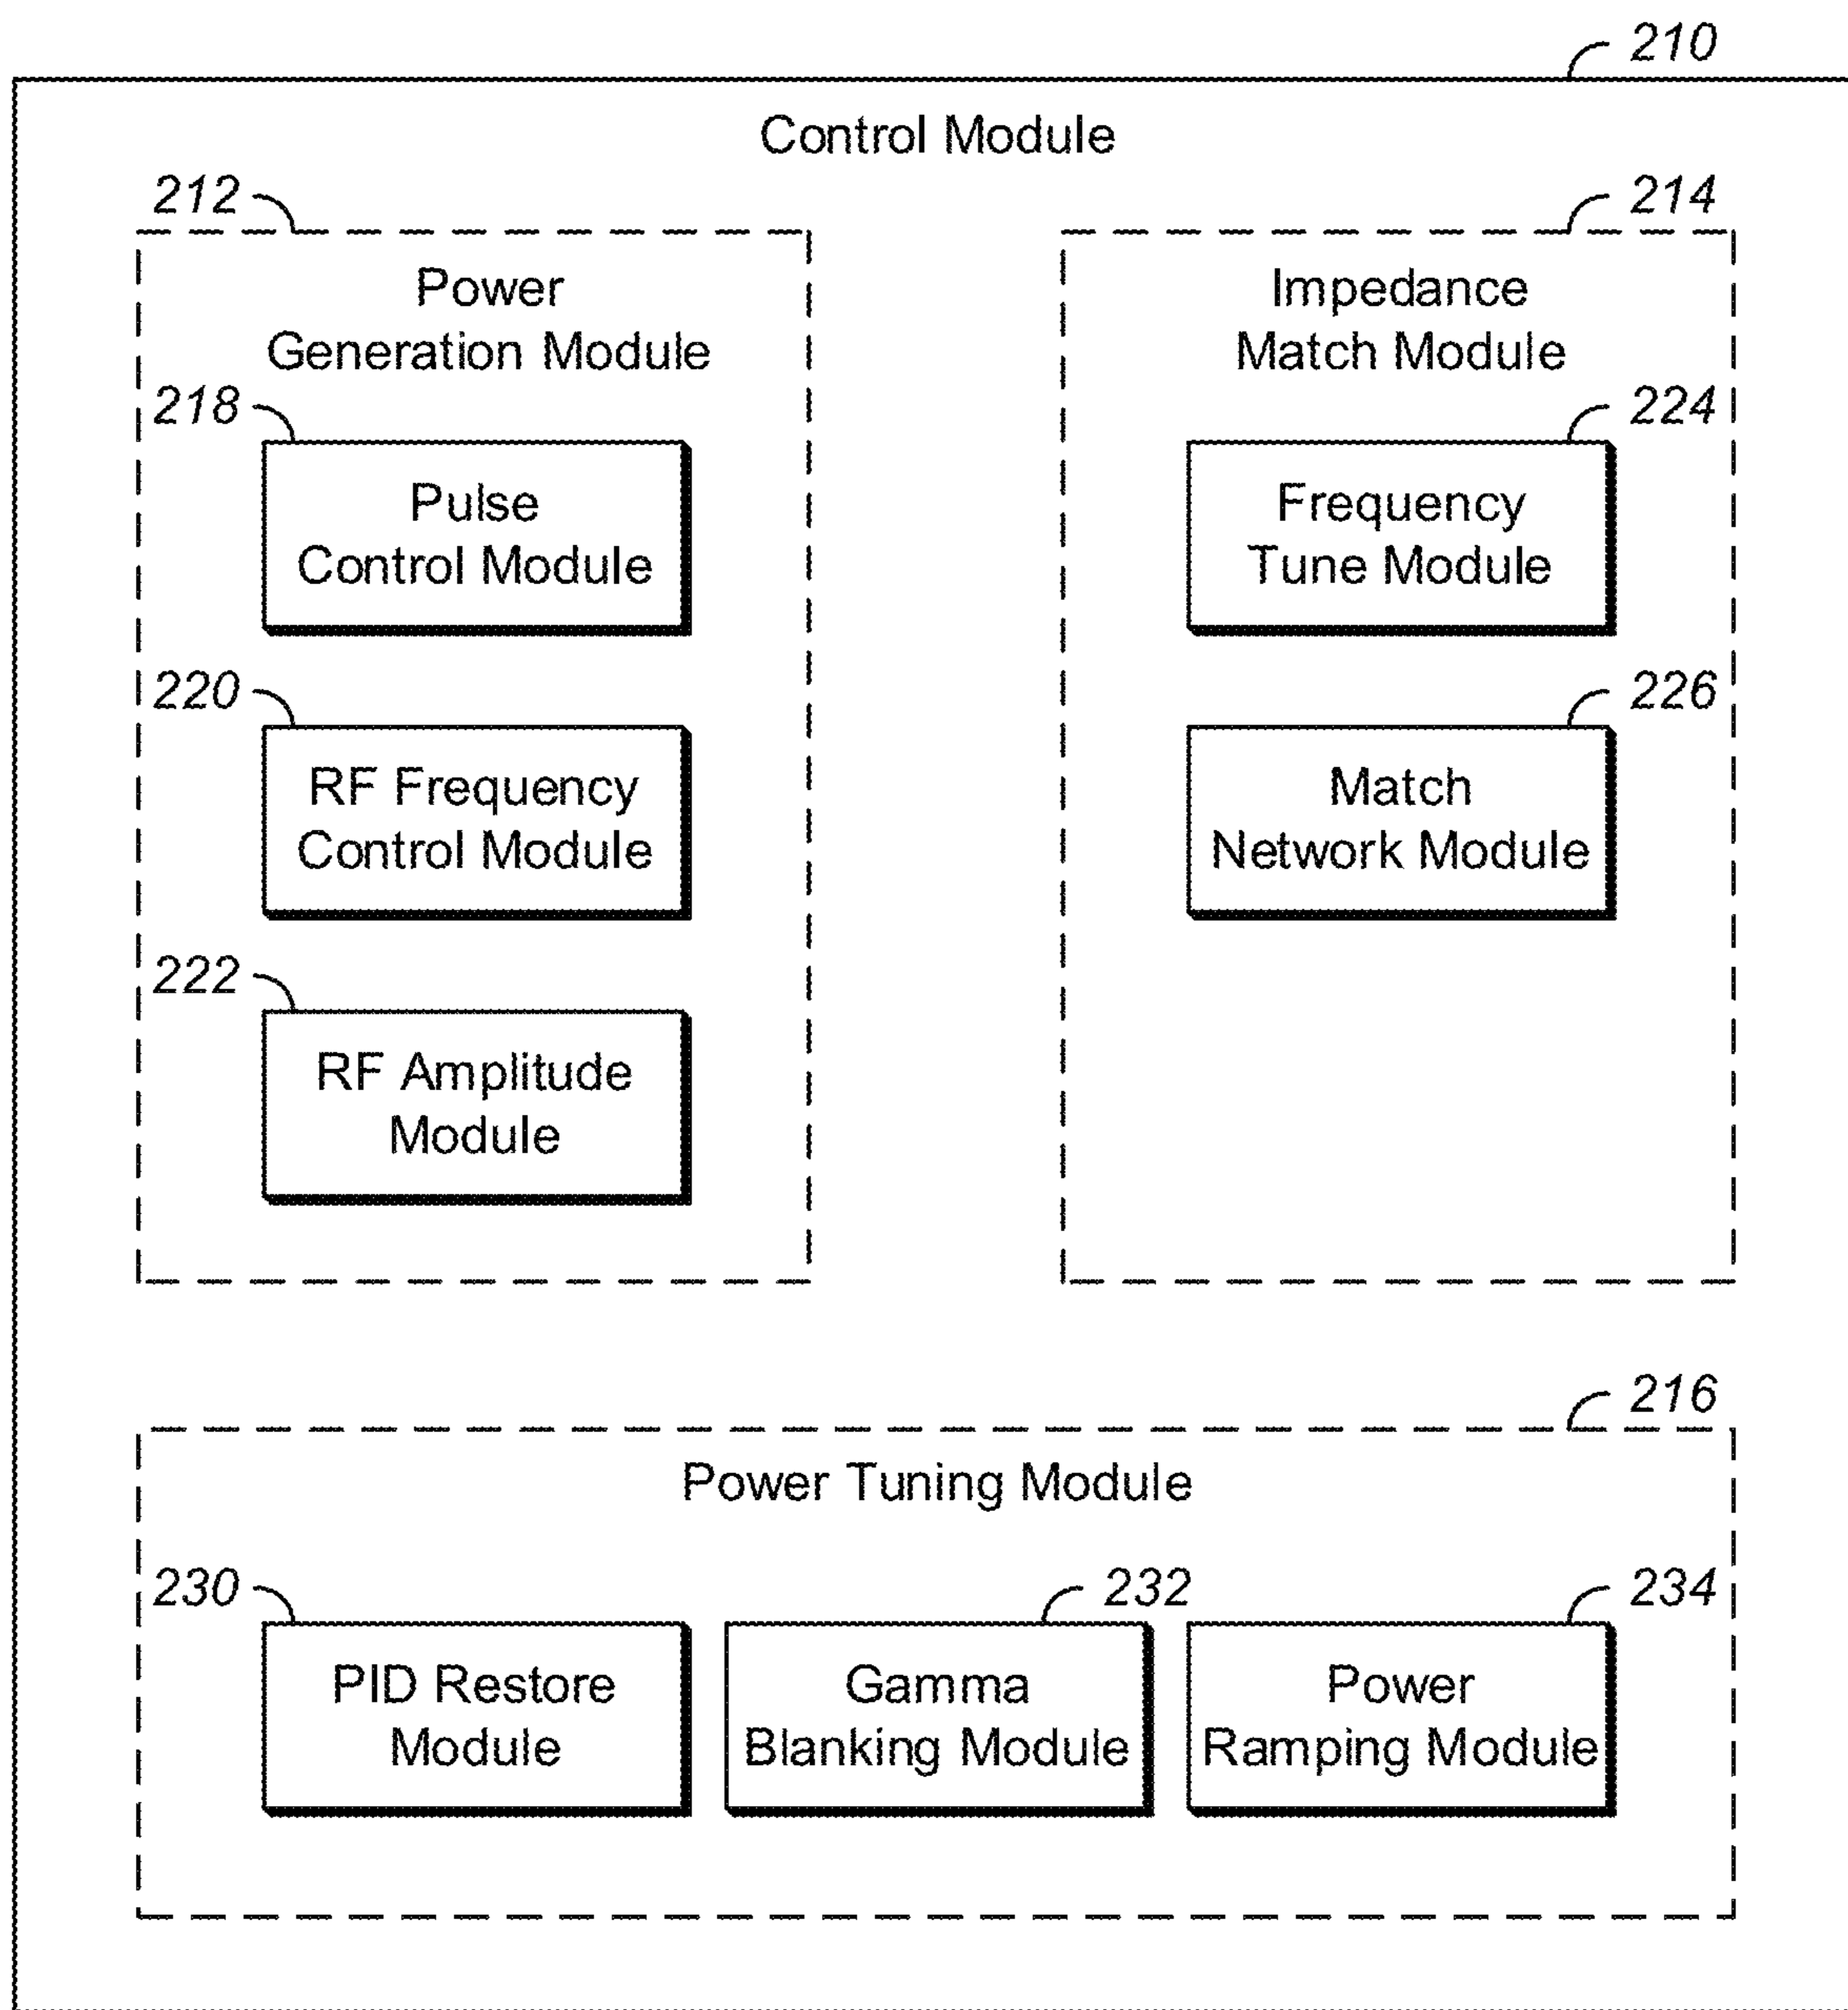 210
Control Module
212
Power
Generation Module
218
Pulse
Control Module
220
RF Frequency
Control Module
222
RF Amplitude
Module
214
Impedance
Match Module
224
Frequency
Tune Module
226
Match
Network Module
216
Power Tuning Module
230
PID Restore
Module
232
Gamma
Blanking Module
234
Power
Ramping Module